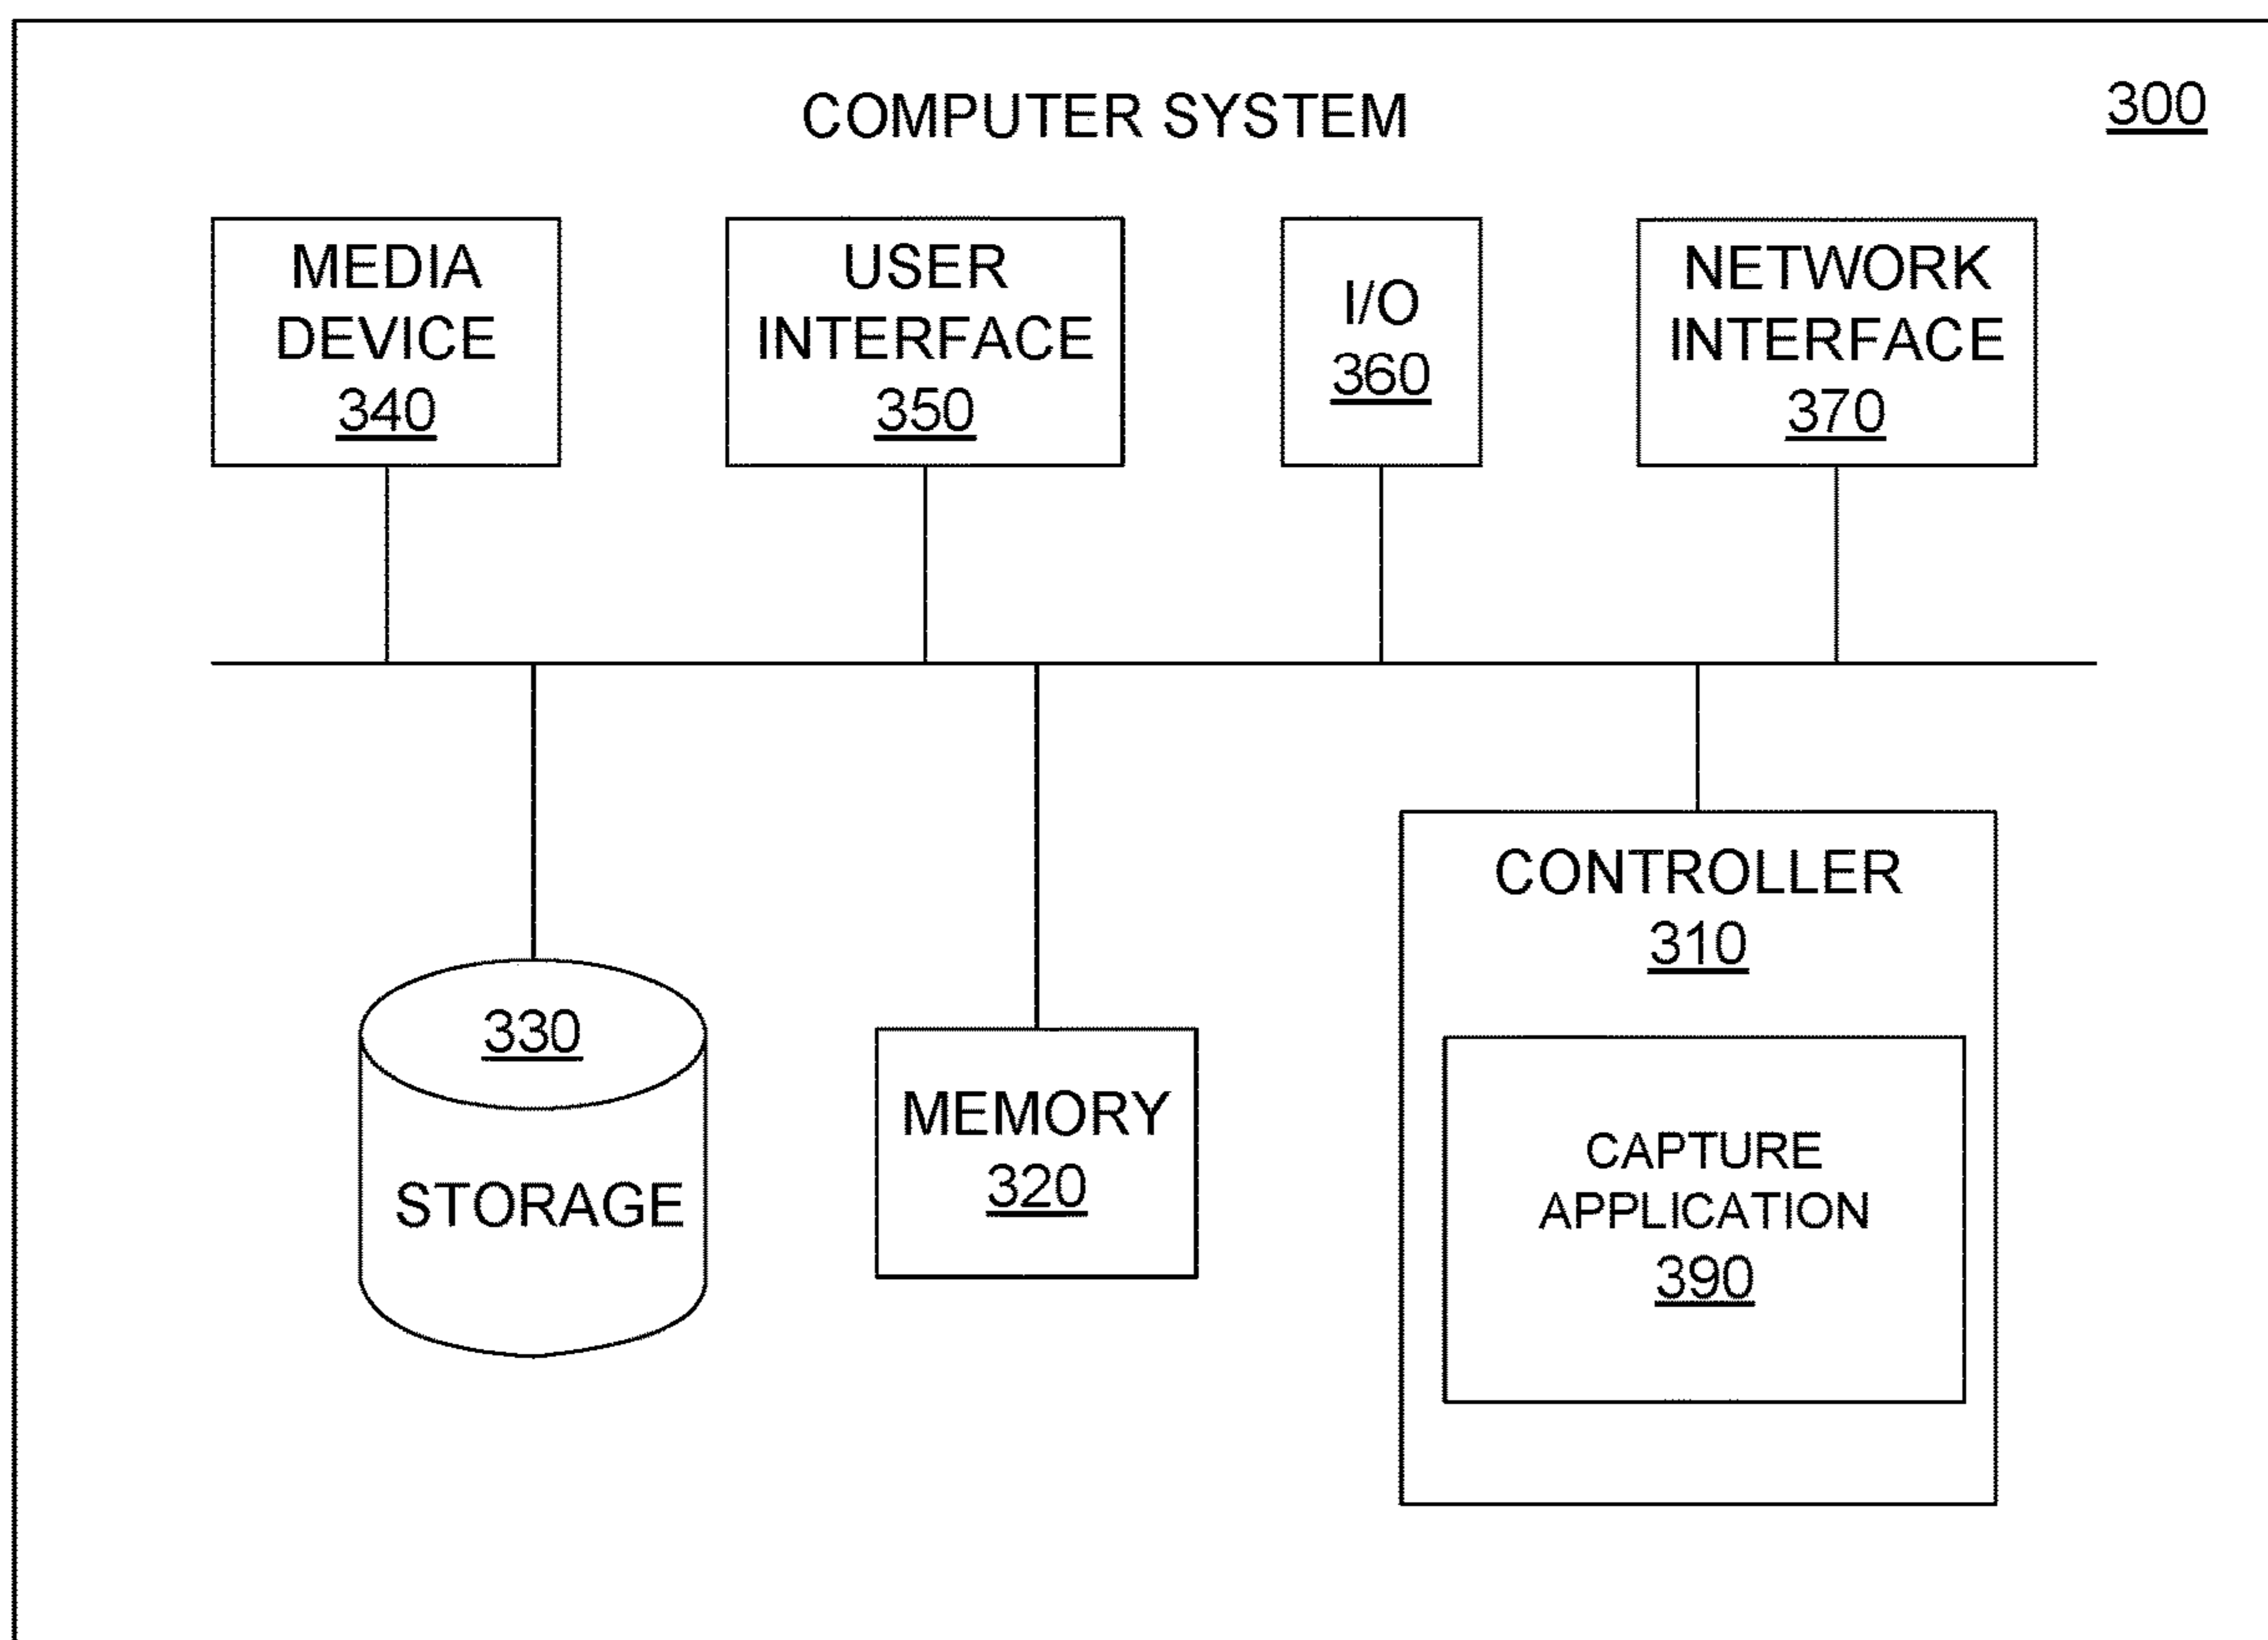 COMPUTER SYSTEM
300
MEDIA
DEVICE
340
USER
INTERFACE
350
I/O
360
NETWORK
INTERFACE
370
330
STORAGE
MEMORY
320
CONTROLLER
310
CAPTURE
APPLICATION
390